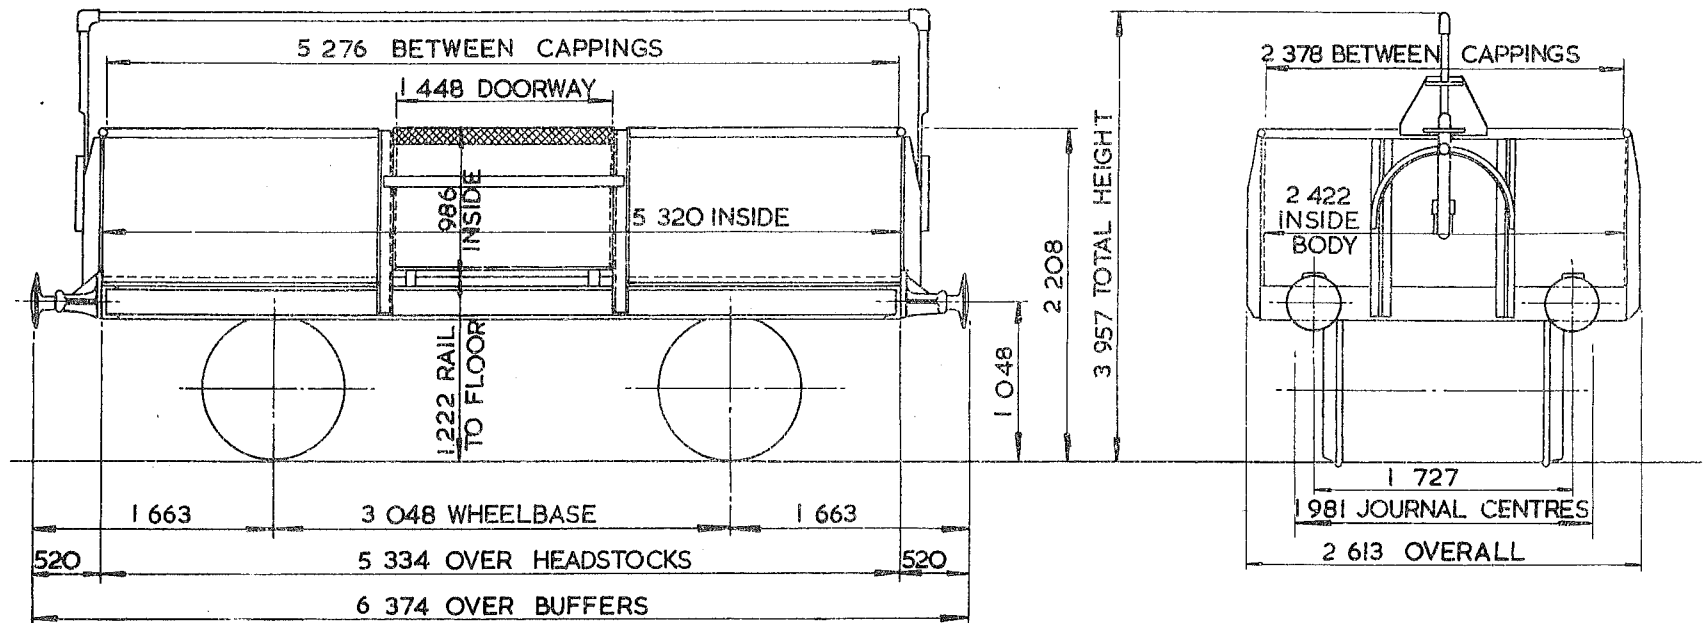 5 276 BETWEEN CAPPINGS
1 448 DOORWAY
986 INSIDE
5 320 INSIDE
1222 RAIL
TO FLOOR
2 208
1 048
1 663
3 048 WHEELBASE
1 663
520
5 334 OVER HEADSTOCKS
520
6 374 OVER BUFFERS
3 957 TOTAL HEIGHT
2 378 BETWEEN CAPPINGS
2 422
INSIDE
BODY
1 727
1 981 JOURNAL CENTRES
2 613 OVERALL